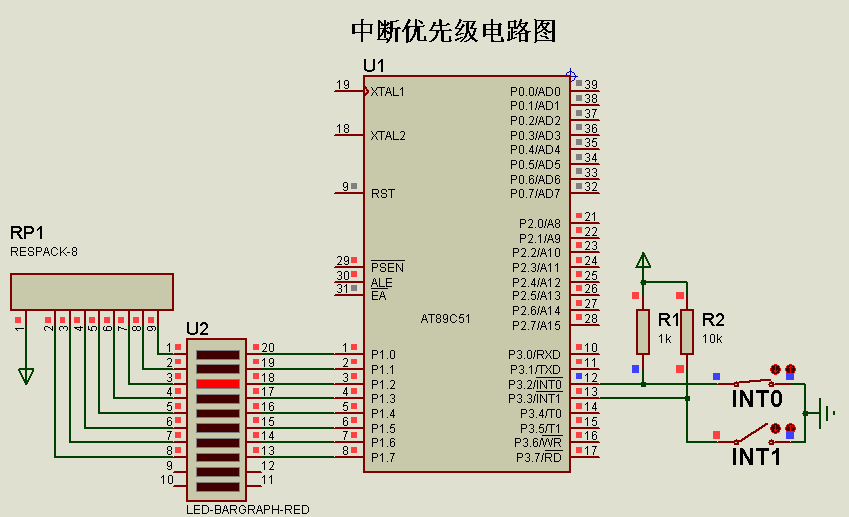 中断优先级电路图
U1
19
XTAL1
18
XTAL2
9
RST
29
PSEN
30
ALE
31
EA
AT89C51
1
P1.0
2
P1.1
3
P1.2
4
P1.3
5
P1.4
6
P1.5
7
P1.6
8
P1.7
P0.0/AD0
39
P0.1/AD1
38
P0.2/AD2
37
P0.3/AD3
36
P0.4/AD4
35
P0.5/AD5
34
P0.6/AD6
33
P0.7/AD7
32
P2.0/A8
21
P2.1/A9
22
P2.2/A10
23
P2.3/A11
24
P2.4/A12
25
P2.5/A13
26
P2.6/A14
27
P2.7/A15
28
P3.0/RXD
10
P3.1/TXD
11
P3.2/INT0
12
P3.3/INT1
13
P3.4/T0
14
P3.5/T1
15
P3.6/WR
16
P3.7/RD
17
RP1
RESPACK-8
1
2
3
4
5
6
7
8
9
U2
1
20
2
19
3
18
4
17
5
16
6
15
7
14
8
13
9
12
10
11
LED-BARGRAPH-RED
R1
1k
R2
10k
INT0
INT1